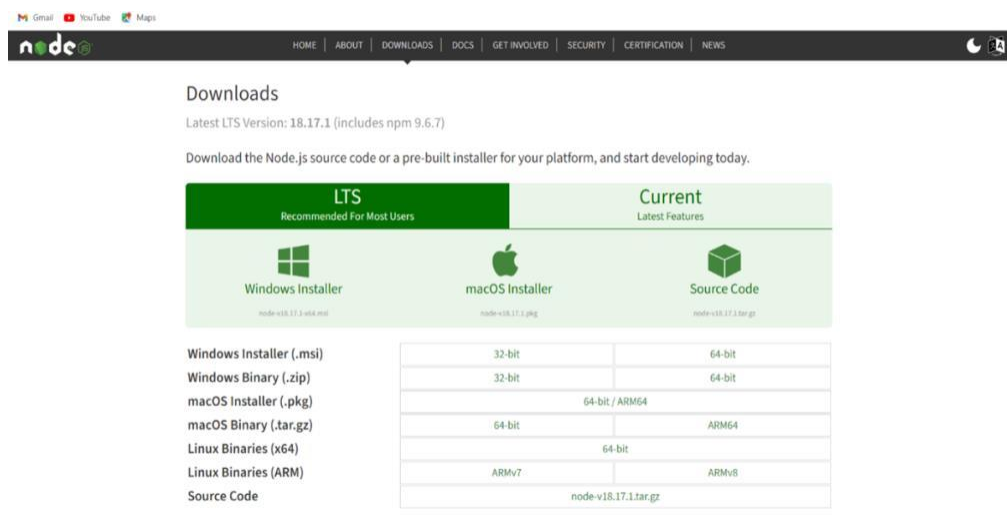 Gmail YouTube Maps
node JS HOME ABOUT DOWNLOADS DOCS GET INVOLVED SECURITY CERTIFICATION NEWS
Downloads
Latest LTS Version: 18.17.1 (includes npm 9.6.7)
Download the Node.js source code or a pre-built installer for your platform, and start developing today.
LTS Current
Recommended For Most Users Latest Features
Windows Installer macOS Installer Source Code
node-v18.17.1-x64.msi node-v18.17.1.pkg node-v18.17.1.tar.gz
Windows Installer (.msi) 32-bit 64-bit
Windows Binary (.zip) 32-bit 64-bit
macOS Installer (.pkg) 64-bit / ARM64
macOS Binary (.tar.gz) 64-bit ARM64
Linux Binaries (x64) 64-bit
Linux Binaries (ARM) ARMv7 ARMv8
Source Code node-v18.17.1.tar.gz